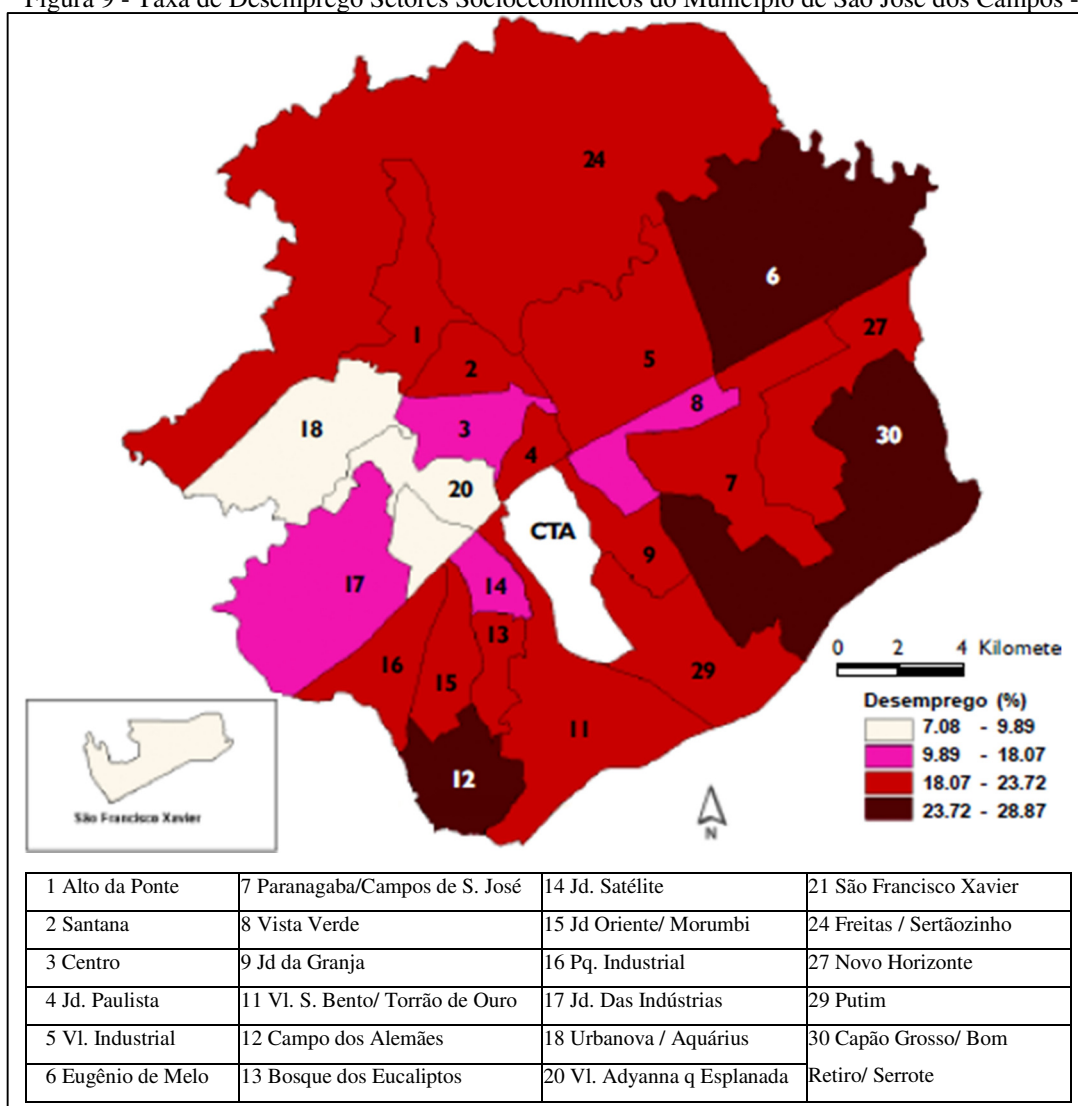 Figura 9 - Taxa de Desemprego Setores Socioeconômicos do Município de São José dos Campos -
24
6
27
1
2
5
8
18
3
30
4
20
7
CTA
9
17
14
13
16
15
29
11
12
0 2 4 Kilomete
Desemprego (%)
7.08 - 9.89
9.89 - 18.07
18.07 - 23.72
23.72 - 28.87
N
São Francisco Xavier
1 Alto da Ponte 7 Paranagaba/Campos de S. José 14 Jd. Satélite 21 São Francisco Xavier
2 Santana 8 Vista Verde 15 Jd Oriente/ Morumbi 24 Freitas / Sertãozinho
3 Centro 9 Jd da Granja 16 Pq. Industrial 27 Novo Horizonte
4 Jd. Paulista 11 Vl. S. Bento/ Torrão de Ouro 17 Jd. Das Indústrias 29 Putim
5 Vl. Industrial 12 Campo dos Alemães 18 Urbanova / Aquárius 30 Capão Grosso/ Bom
6 Eugênio de Melo 13 Bosque dos Eucaliptos 20 Vl. Adyanna q Esplanada Retiro/ Serrote